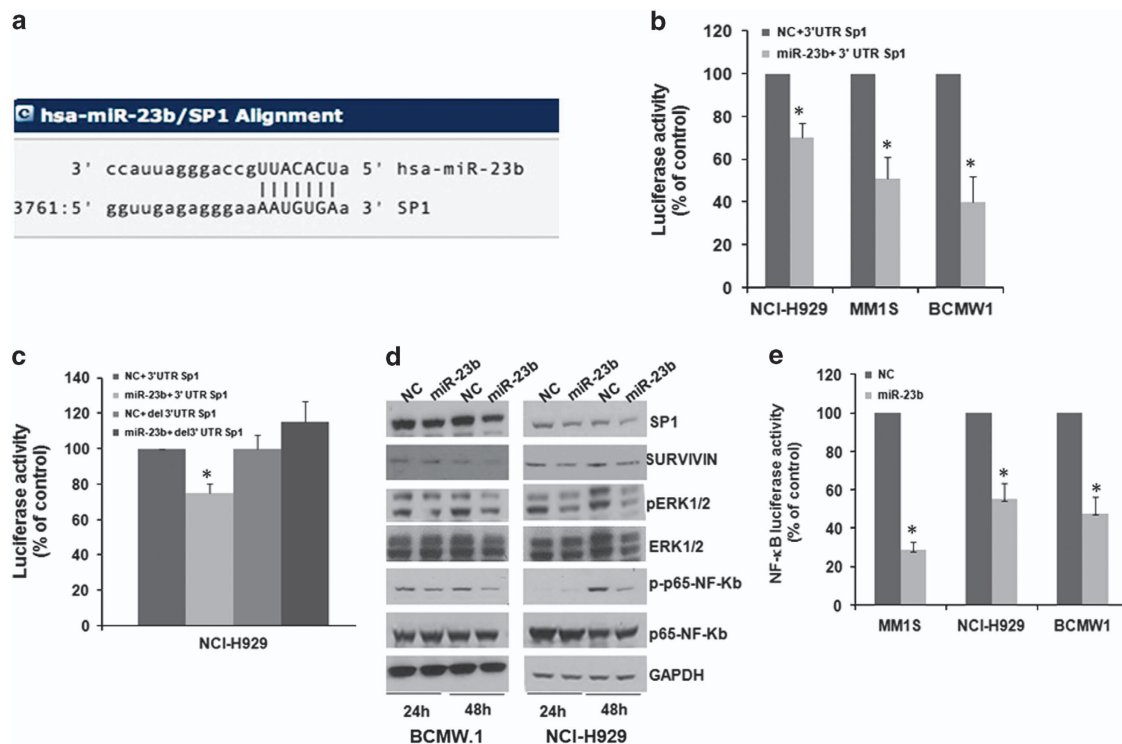 a
hsa-miR-23b/SP1 Alignment
3' ccauuagggaccgUUACACUa 5' hsa-miR-23b
|||||||
3761:5' gguugagagggaaAAUGUGAa 3' SP1
b
NC+3'UTR Sp1
miR-23b+3' UTR Sp1
Luciferase activity
(% of control)
120
100
80
60
40
20
0
*
*
*
NCI-H929 MM1S BCMW1
c
NC+3'UTR Sp1
miR-23b+3'UTR Sp1
NC+del 3'UTR Sp1
miR-23b+del3' UTR Sp1
Luciferase activity
(% of control)
140
120
100
80
60
40
20
0
*
NCI-H929
d
NC miR-23b NC miR-23b NC miR-23b NC miR-23b
SP1
SURVIVIN
pERK1/2
ERK1/2
p-p65-NF-Kb
p65-NF-Kb
GAPDH
24h 48h 24h 48h
BCMW.1 NCI-H929
e
NC
miR-23b
NF-κB luciferase activity
(% of control)
120
100
80
60
40
20
0
*
*
*
MM1S NCI-H929 BCMW1